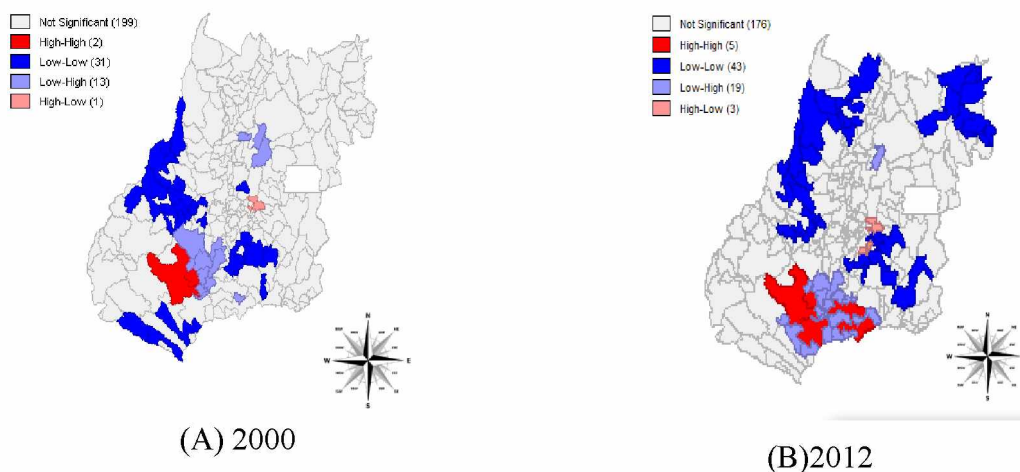 Not Significant (199)
High-High (2)
Low-Low (31)
Low-High (13)
High-Low (1)
N
W
E
S
(A) 2000
Not Significant (176)
High-High (5)
Low-Low (43)
Low-High (19)
High-Low (3)
N
W
(B)2012